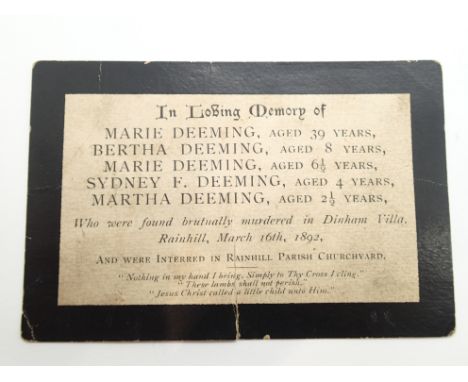 In Loving Memory of
MARIE DEEMING, AGED 39 YEARS,
BERTHA DEEMING, AGED 8 YEARS,
MARIE DEEMING, AGED 6½ YEARS,
SYDNEY F. DEEMING, AGED 4 YEARS,
MARTHA DEEMING, AGED 2½ YEARS,
Who were found brutually murdered in Dinham Villa,
Rainhill, March 16th, 1892,
AND WERE INTERRED IN RAINHILL PARISH CHURCHYARD.
"Nothing in my hand I bring, Simply to Thy Cross I cling."
"These lambs shall not perish."
"Jesus Christ called a little child unto Him."